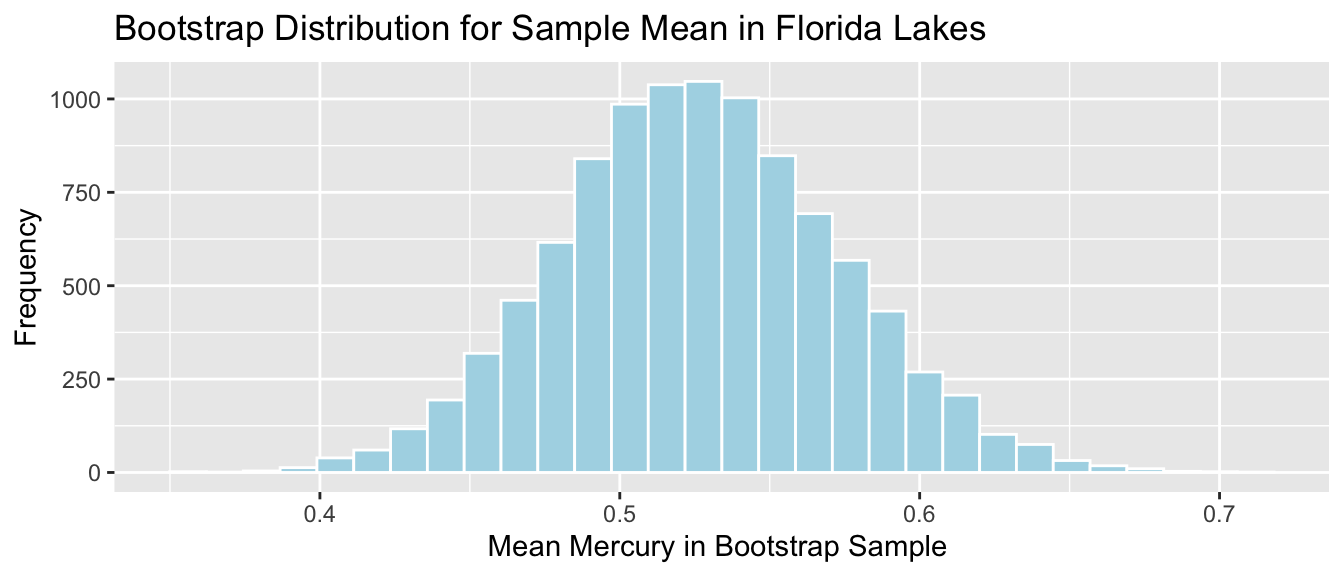 Bootstrap Distribution for Sample Mean in Florida Lakes
1000
750
500
250
0
Frequency
0.4 0.5 0.6 0.7
Mean Mercury in Bootstrap Sample